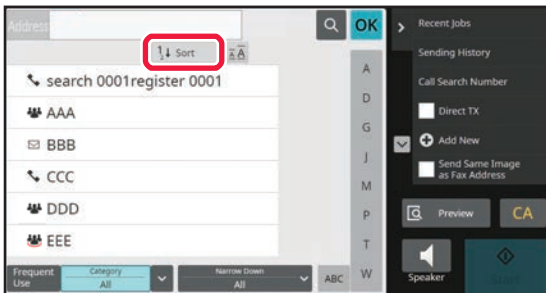 Address
OK
Sort
search 0001register 0001
AAA
BBB
CCC
DDD
EEE
A
D
G
J
M
P
T
W
Frequent
Use
Category
All
Narrow Down
All
ABC
Recent Jobs
Sending History
Call Search Number
Direct TX
Add New
Send Same Image
as Fax Address
Preview
CA
Speaker
Start